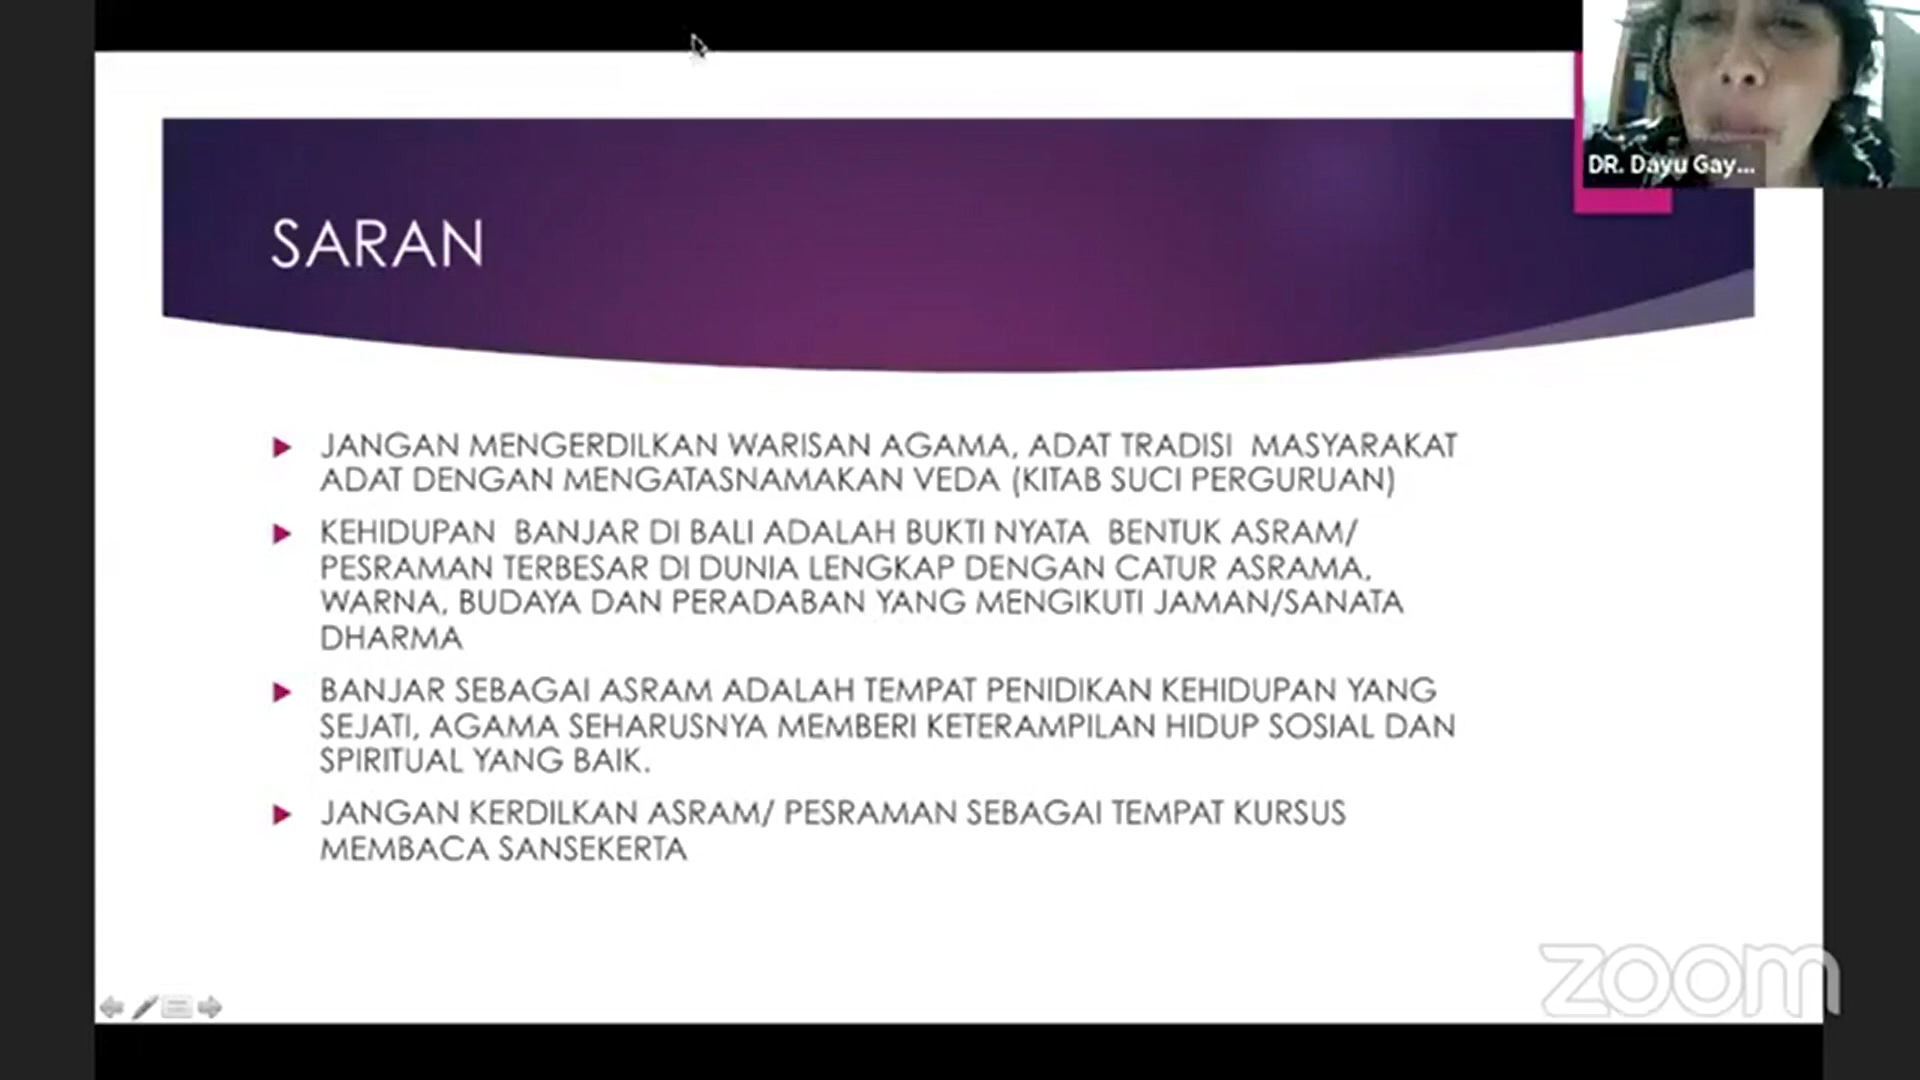 DR. Dayu Gay...
SARAN
JANGAN MENGERDILKAN WARISAN AGAMA, ADAT TRADISI MASYARAKAT
ADAT DENGAN MENGATASNAMAKAN VEDA (KITAB SUCI PERGURUAN)
KEHIDUPAN BANJAR DI BALI ADALAH BUKTI NYATA BENTUK ASRAM/
PESRAMAN TERBESAR DI DUNIA LENGKAP DENGAN CATUR ASRAMA,
WARNA, BUDAYA DAN PERADABAN YANG MENGIKUTI JAMAN/SANATA
DHARMA
BANJAR SEBAGAI ASRAM ADALAH TEMPAT PENIDIKAN KEHIDUPAN YANG
SEJATI, AGAMA SEHARUSNYA MEMBERI KETERAMPILAN HIDUP SOSIAL DAN
SPIRITUAL YANG BAIK.
JANGAN KERDILKAN ASRAM/ PESRAMAN SEBAGAI TEMPAT KURSUS
MEMBACA SANSEKERTA
zoom